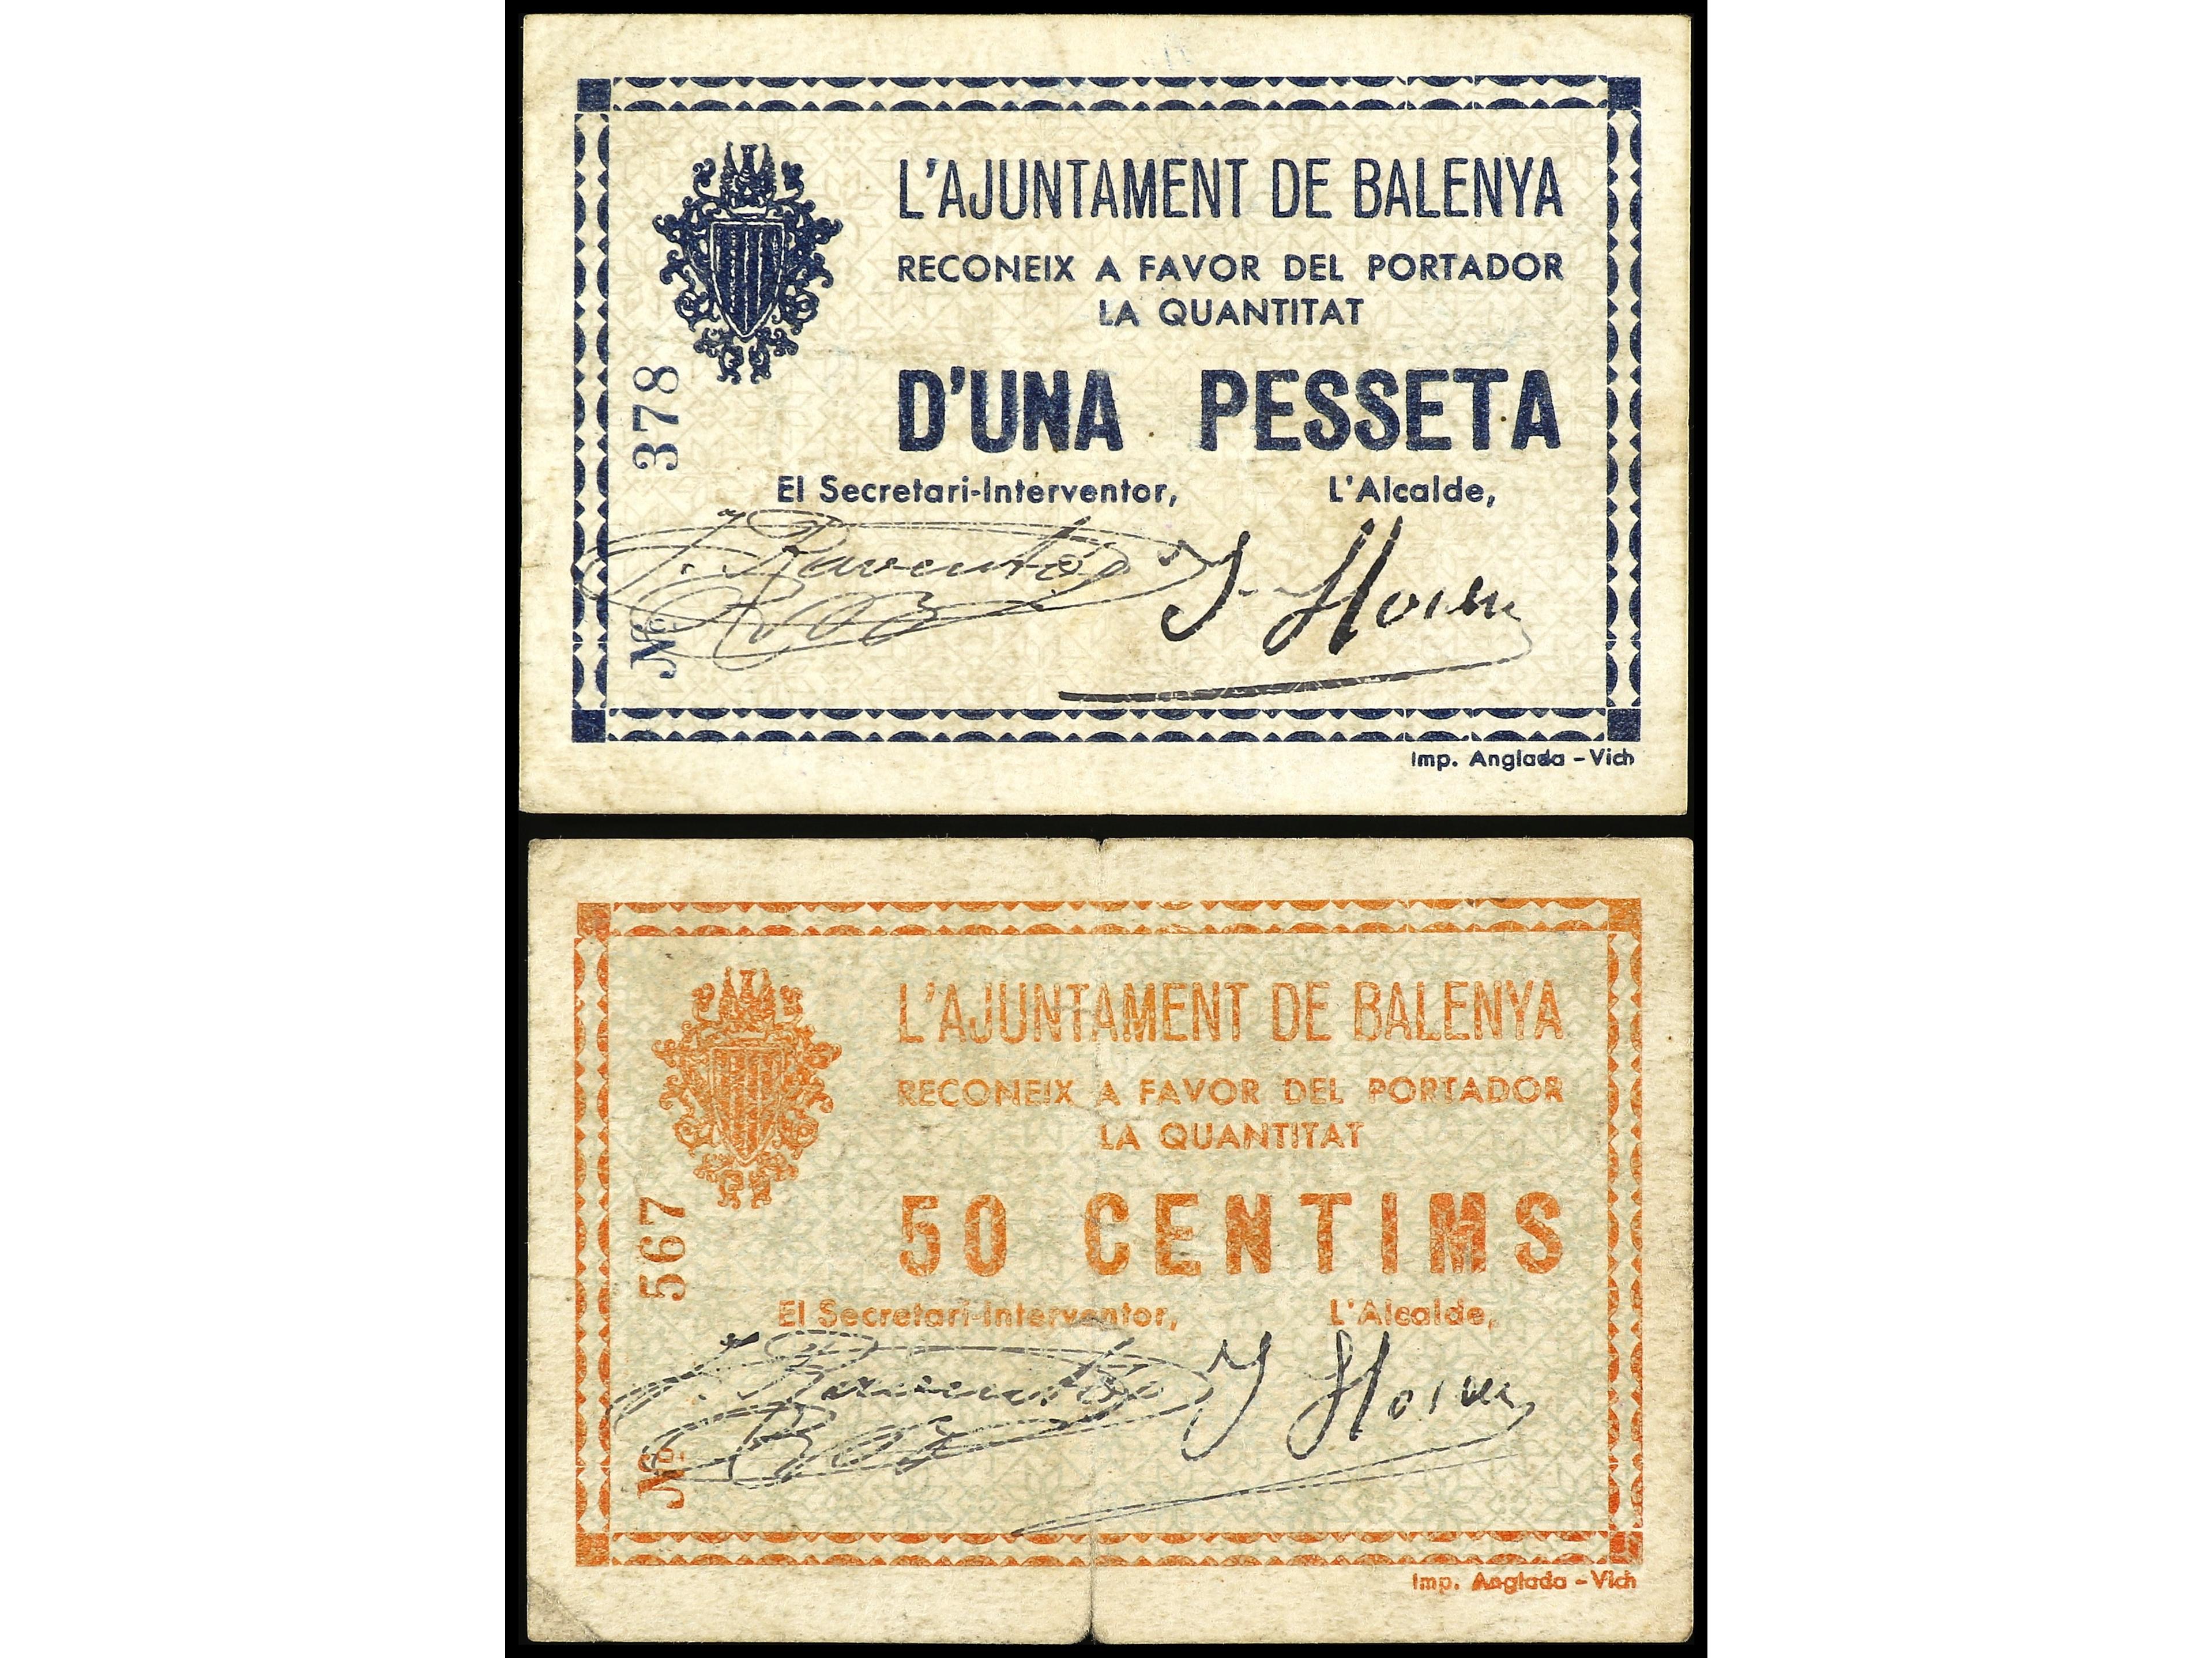 L'AJUNTAMENT DE BALENYA
RECONEIX A FAVOR DEL PORTADOR
LA QUANTITAT
D'UNA PESSETA
El Secretari-Interventor, L'Alcalde,
Nº 378
Imp. Anglada - Vich
L'AJUNTAMENT DE BALENYA
RECONEIX A FAVOR DEL PORTADOR
LA QUANTITAT
50 CENTIMS
El Secretari-Interventor, L'Alcalde,
Nº 567
Imp. Anglada - Vich